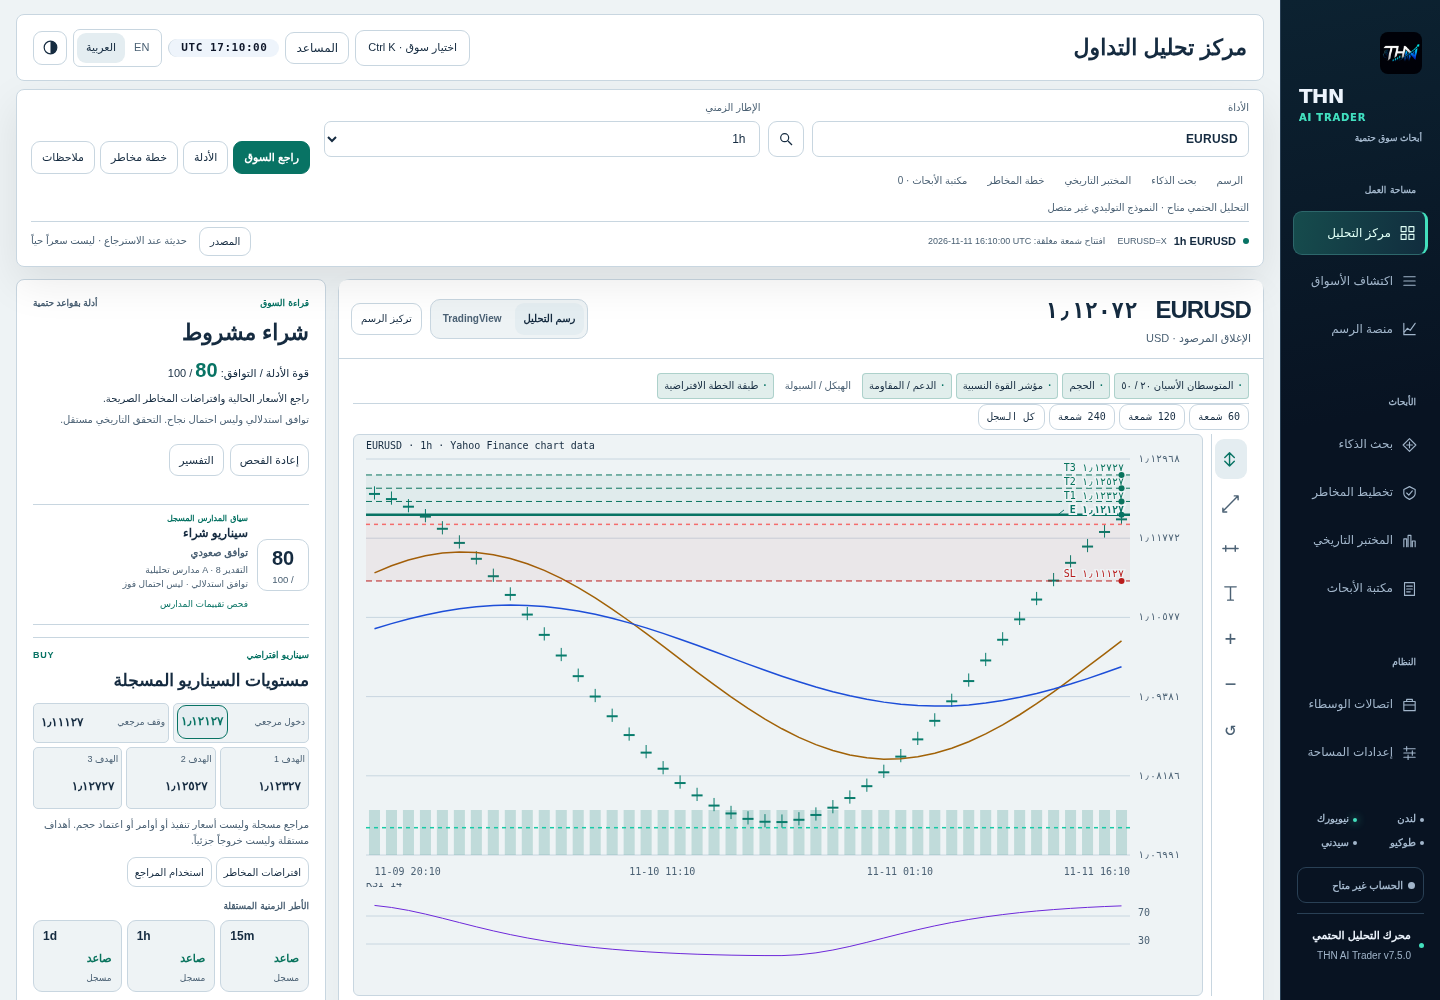 THN
THN
AI TRADER
أبحاث سوق حتمية
مساحة العمل
مركز التحليل
اكتشاف الأسواق
منصة الرسم
الأبحاث
بحث الذكاء
تخطيط المخاطر
المختبر التاريخي
مكتبة الأبحاث
النظام
اتصالات الوسطاء
إعدادات المساحة
لندن
نيويورك
طوكيو
سيدني
الحساب غير متاح
محرك التحليل الحتمي
THN AI Trader v7.5.0
مركز تحليل التداول
اختيار سوق · Ctrl K
المساعد
UTC 17:10:00
EN
العربية
الأداة
EURUSD
الإطار الزمني
1h
راجع السوق
الأدلة
خطة مخاطر
ملاحظات
الرسم
بحث الذكاء
المختبر التاريخي
خطة المخاطر
مكتبة الأبحاث · 0
التحليل الحتمي متاح · النموذج التوليدي غير متصل
1h EURUSD
EURUSD=X
افتتاح شمعة مغلقة: 2026-11-11 16:10:00 UTC
المصدر
حديثة عند الاسترجاع · ليست سعراً حياً
EURUSD ١٫١٢٠٧٢
الإغلاق المرصود · USD
رسم التحليل
TradingView
تركيز الرسم
· المتوسطان الأسيان ٢٠ / ٥٠
· الحجم
· مؤشر القوة النسبية
· الدعم / المقاومة
الهيكل / السيولة
· طبقة الخطة الافتراضية
60 شمعة
120 شمعة
240 شمعة
كل السجل
EURUSD · 1h · Yahoo Finance chart data
١٫١٢٩٦٨
T3 ١٫١٢٧٢٧
T2 ١٫١٢٥٢٧
T1 ١٫١٢٣٢٧
E ١٫١٢١٢٧
١٫١١٧٧٢
SL ١٫١١١٢٧
١٫١٠٥٧٧
١٫٠٩٣٨١
١٫٠٨١٨٦
١٫٠٦٩٩١
11-09 20:10
11-10 11:10
11-11 01:10
11-11 16:10
RSI 14
70
30
قراءة السوق
أدلة بقواعد حتمية
شراء مشروط
قوة الأدلة / التوافق: 80 / 100
راجع الأسعار الحالية وافتراضات المخاطر الصريحة.
توافق استدلالي وليس احتمال نجاح. التحقق التاريخي مستقل.
إعادة الفحص
التفسير
سياق المدارس المسجل
سيناريو شراء
توافق صعودي
التقدير A · 8 مدارس تحليلية
توافق استدلالي · ليس احتمال فوز
فحص تقييمات المدارس
80
/ 100
سيناريو افتراضي
BUY
مستويات السيناريو المسجلة
دخول مرجعي
١٫١٢١٢٧
وقف مرجعي
١٫١١١٢٧
الهدف 1
١٫١٢٣٢٧
الهدف 2
١٫١٢٥٢٧
الهدف 3
١٫١٢٧٢٧
مراجع مسجلة وليست أسعار تنفيذ أو أوامر أو اعتماد حجم. أهداف
مستقلة وليست خروجاً جزئياً.
افتراضات المخاطر
استخدام المراجع
الأطر الزمنية المستقلة
15m
صاعد
مسجل
1h
صاعد
مسجل
1d
صاعد
مسجل